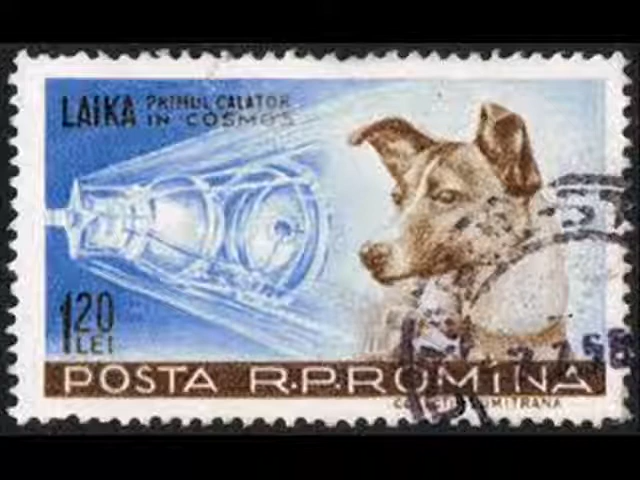 LAIKA PRIMUL CALATOR
IN COSMOS
1.20
LEI
POSTA R.P.ROMINA